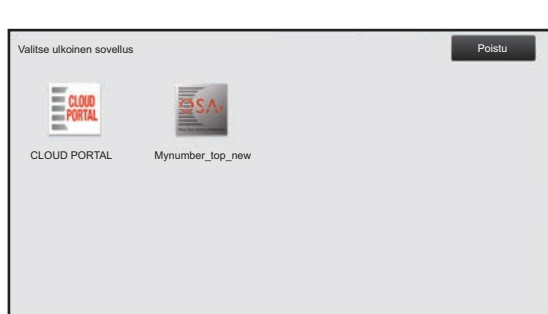 Valitse ulkoinen sovellus
Poistu
CLOUD
PORTAL
OSA
CLOUD PORTAL
Mynumber_top_new